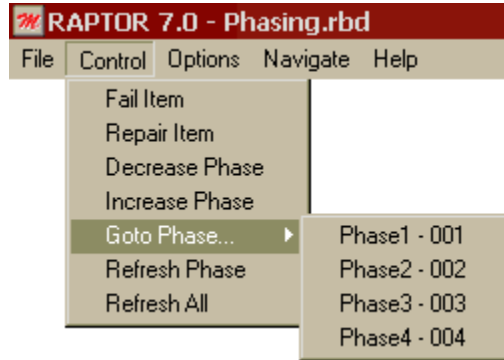 RAPTOR 7.0 - Phasing.rbd
File Control Options Navigate Help
Fail Item
Repair Item
Decrease Phase
Increase Phase
Goto Phase...
Phase1 - 001
Phase2 - 002
Phase3 - 003
Phase4 - 004
Refresh Phase
Refresh All